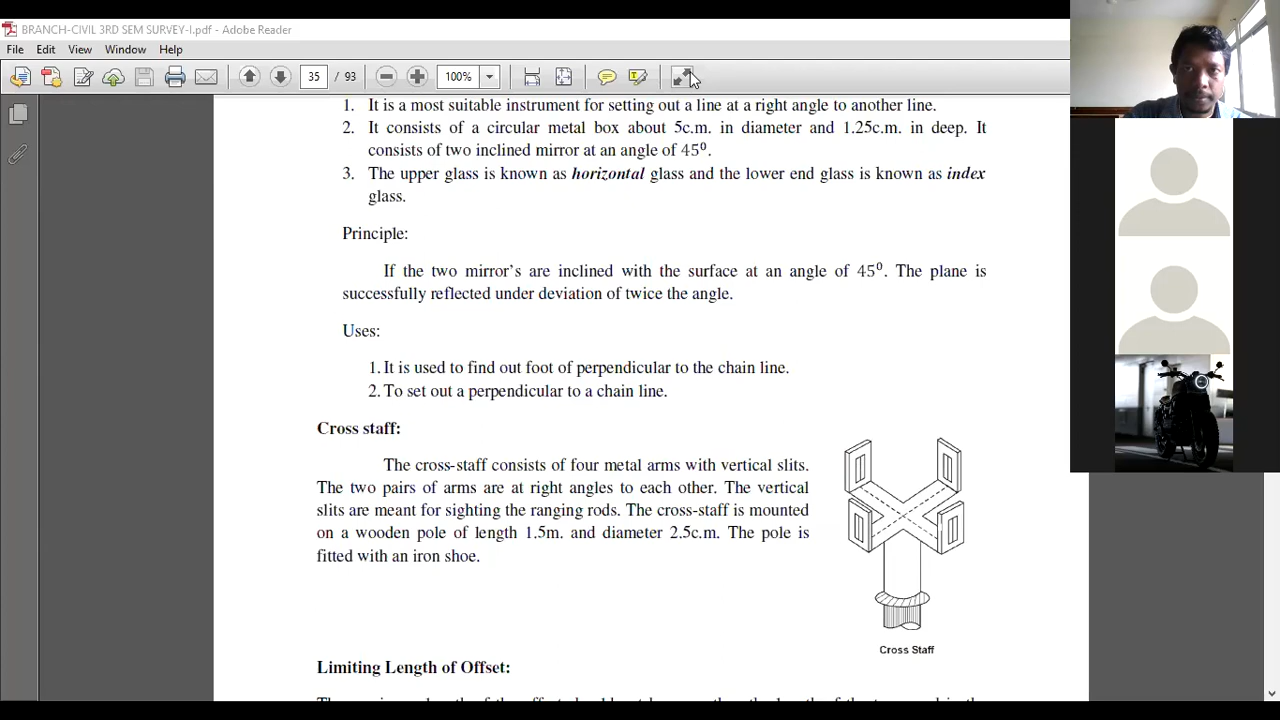 BRANCH-CIVIL 3RD SEM SURVEY-I.pdf - Adobe Reader
File Edit View Window Help
35 / 93 100%
1. It is a most suitable instrument for setting out a line at a right angle to another line.
2. It consists of a circular metal box about 5c.m. in diameter and 1.25c.m. in deep. It
consists of two inclined mirror at an angle of 45⁰.
3. The upper glass is known as horizontal glass and the lower end glass is known as index
glass.
Principle:
If the two mirror's are inclined with the surface at an angle of 45⁰. The plane is
successfully reflected under deviation of twice the angle.
Uses:
1. It is used to find out foot of perpendicular to the chain line.
2. To set out a perpendicular to a chain line.
Cross staff:
The cross-staff consists of four metal arms with vertical slits.
The two pairs of arms are at right angles to each other. The vertical
slits are meant for sighting the ranging rods. The cross-staff is mounted
on a wooden pole of length 1.5m. and diameter 2.5c.m. The pole is
fitted with an iron shoe.
Cross Staff
Limiting Length of Offset: